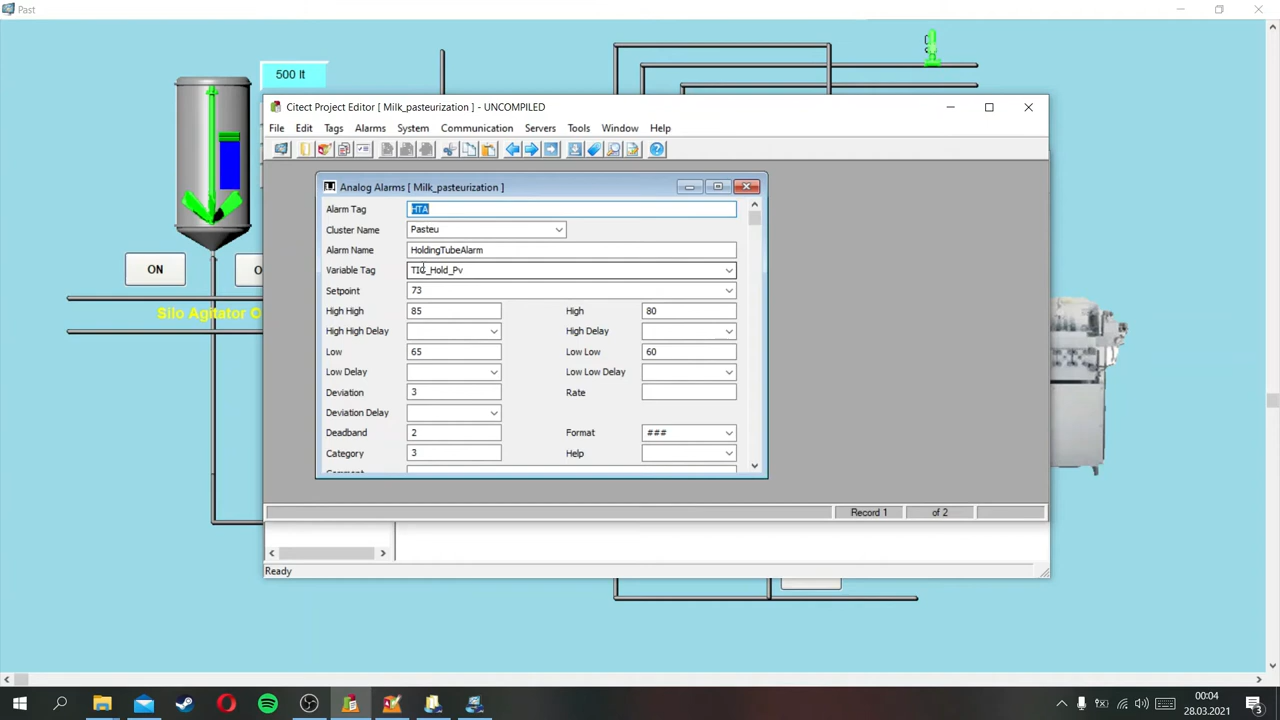 Past
500 lt
Citect Project Editor [ Milk_pasteurization ] - UNCOMPILED
File Edit Tags Alarms System Communication Servers Tools Window Help
Analog Alarms [ Milk_pasteurization ]
Alarm Tag HTA
Cluster Name Pasteu
Alarm Name HoldingTubeAlarm
Variable Tag TIC_Hold_Pv
Setpoint 73
High High 85 High 80
High High Delay High Delay
Low 65 Low Low 60
Low Delay Low Low Delay
Deviation 3 Rate
Deviation Delay
Deadband 2 Format ###
Category 3 Help
Comment
ON
Silo Agitator O
Record 1 of 2
Ready
00:04
28.03.2021
3